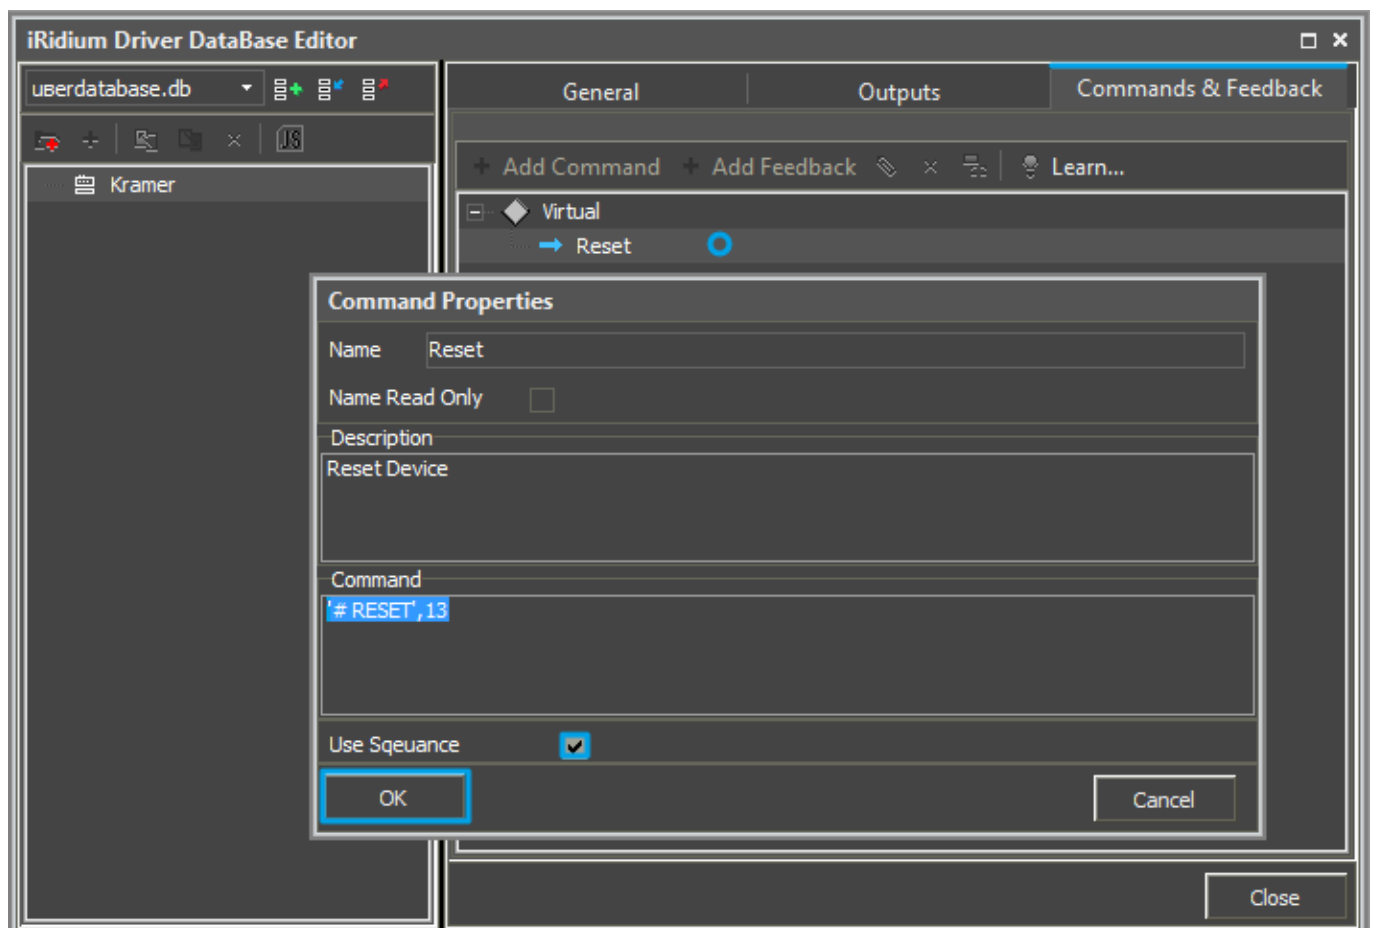 iRidium Driver DataBase Editor
userdatabase.db
JS
Kramer
General
Outputs
Commands & Feedback
Add Command
Add Feedback
Learn...
Virtual
Reset
Command Properties
Name
Reset
Name Read Only
Description
Reset Device
Command
'# RESET',13
Use Sqeuance
OK
Cancel
Close